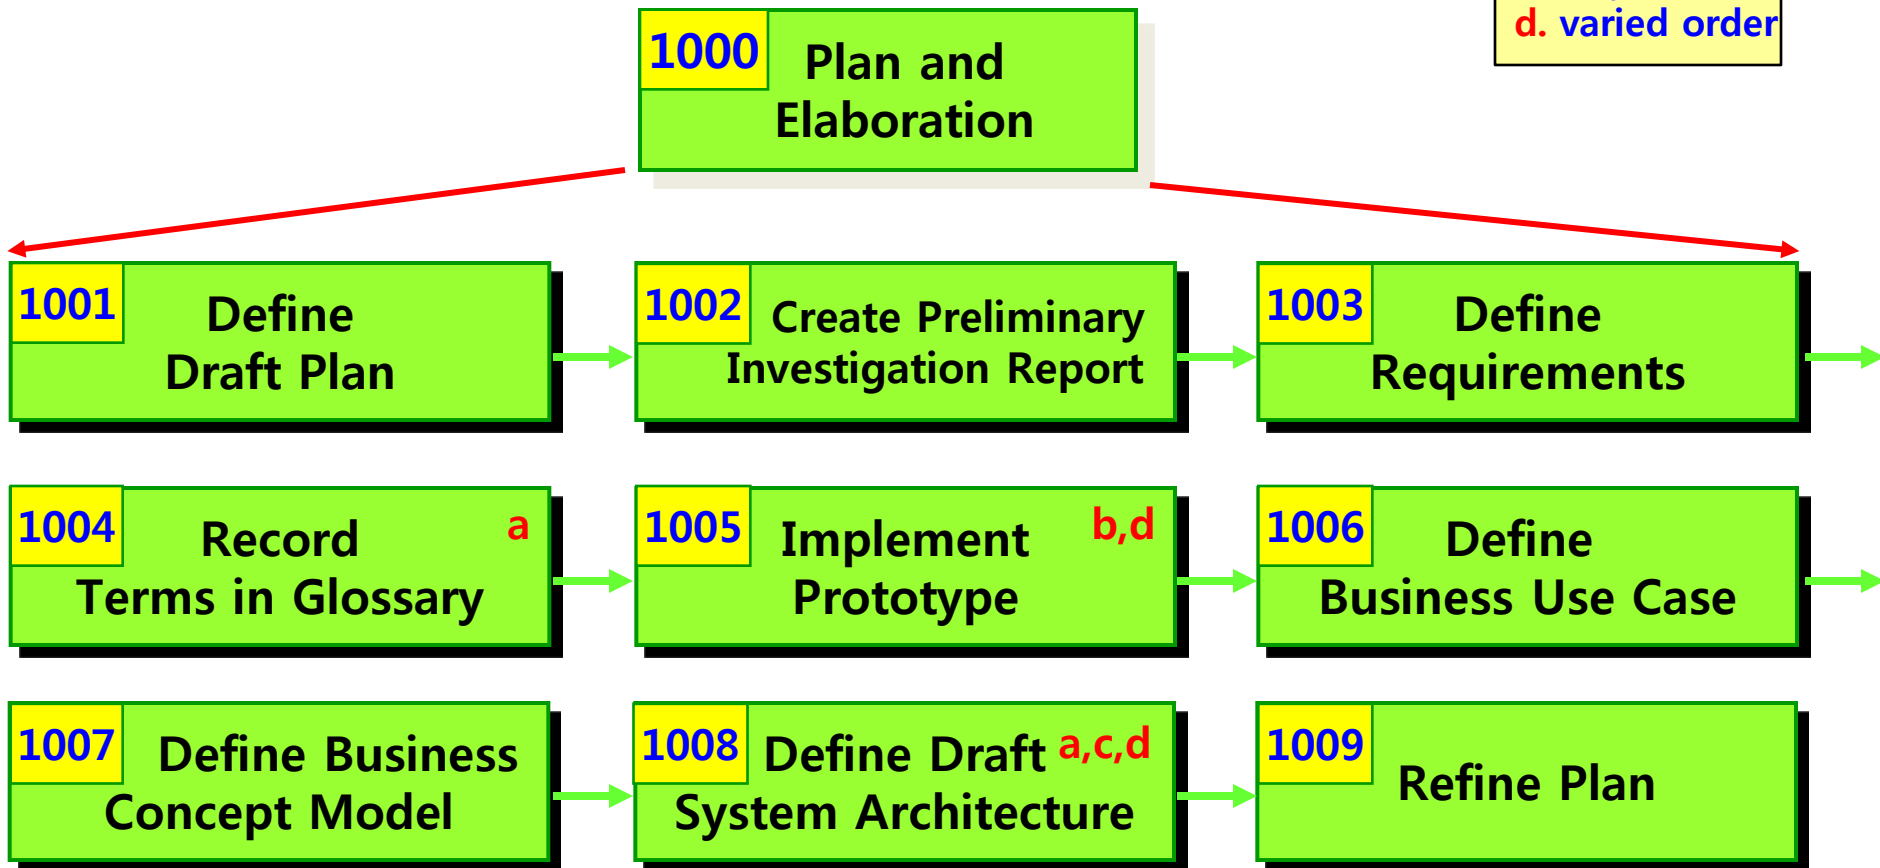 d. varied order
1000
Plan and
Elaboration
1001
Define
Draft Plan
1002
Create Preliminary
Investigation Report
1003
Define
Requirements
1004
Record a
Terms in Glossary
1005
Implement b,d
Prototype
1006
Define
Business Use Case
1007
Define Business
Concept Model
1008
Define Draft a,c,d
System Architecture
1009
Refine Plan